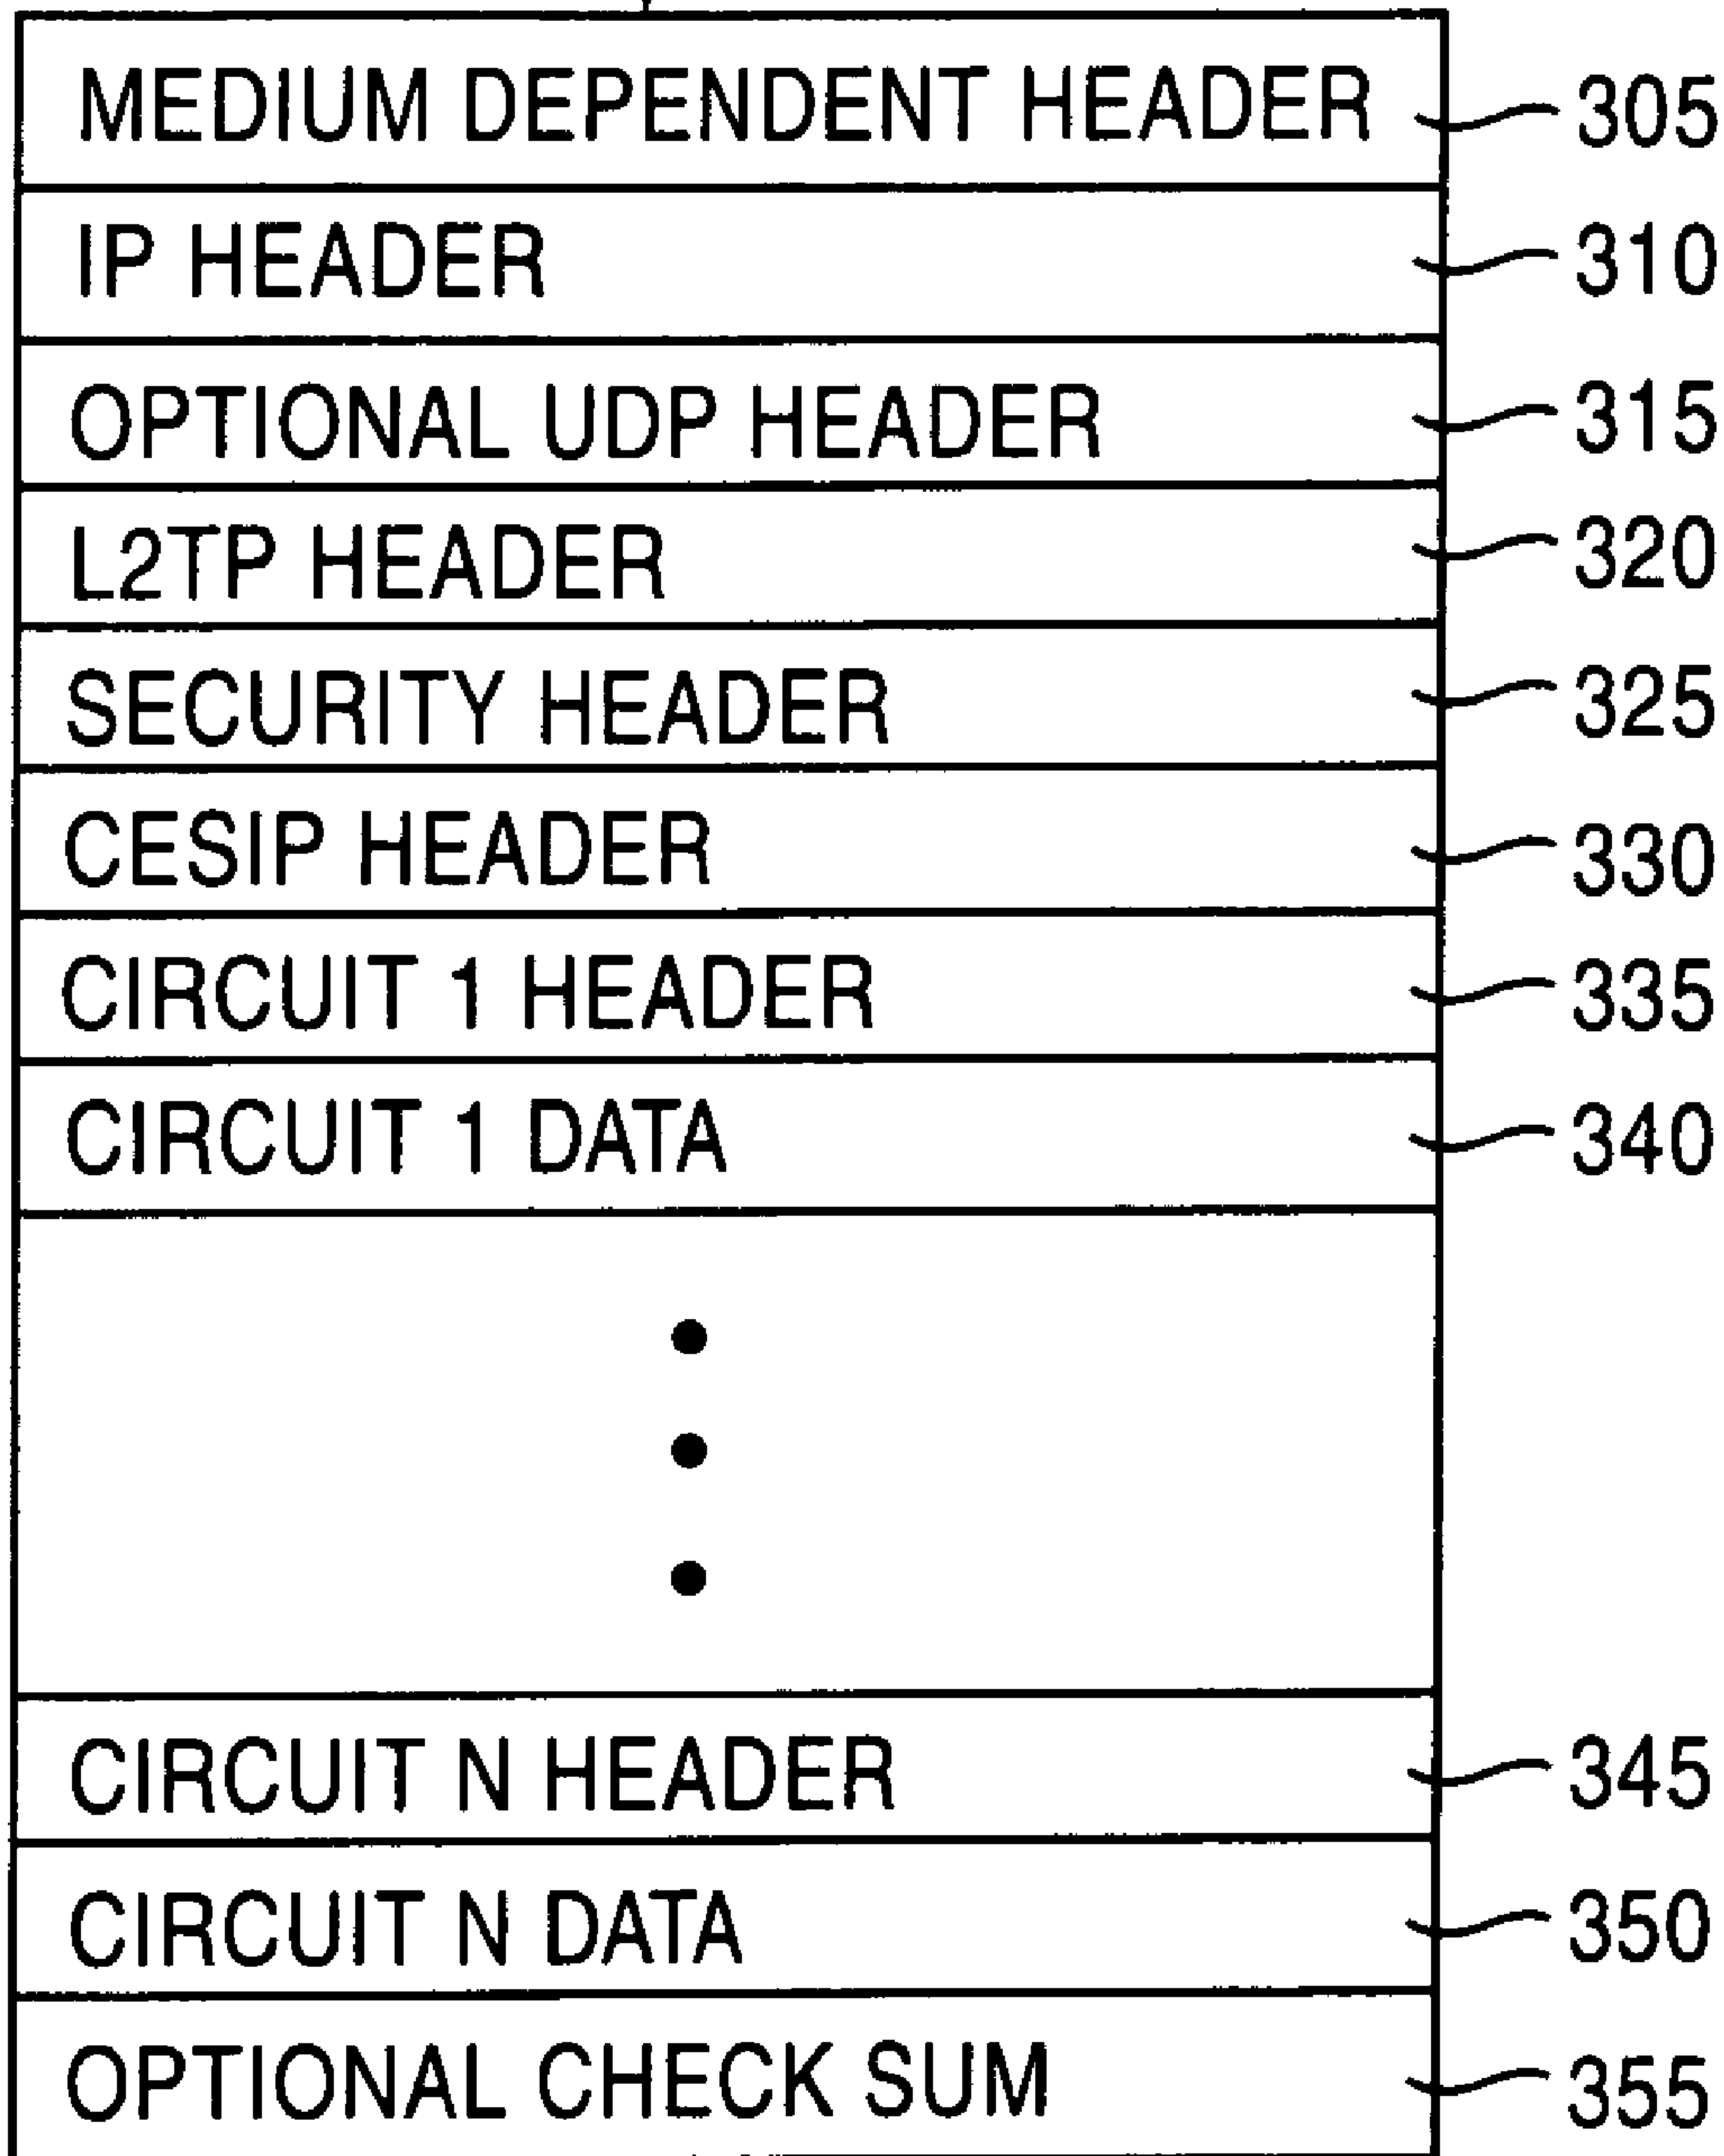 MEDIUM DEPENDENT HEADER 305
IP HEADER 310
OPTIONAL UDP HEADER 315
L2TP HEADER 320
SECURITY HEADER 325
CESIP HEADER 330
CIRCUIT 1 HEADER 335
CIRCUIT 1 DATA 340
CIRCUIT N HEADER 345
CIRCUIT N DATA 350
OPTIONAL CHECK SUM 355